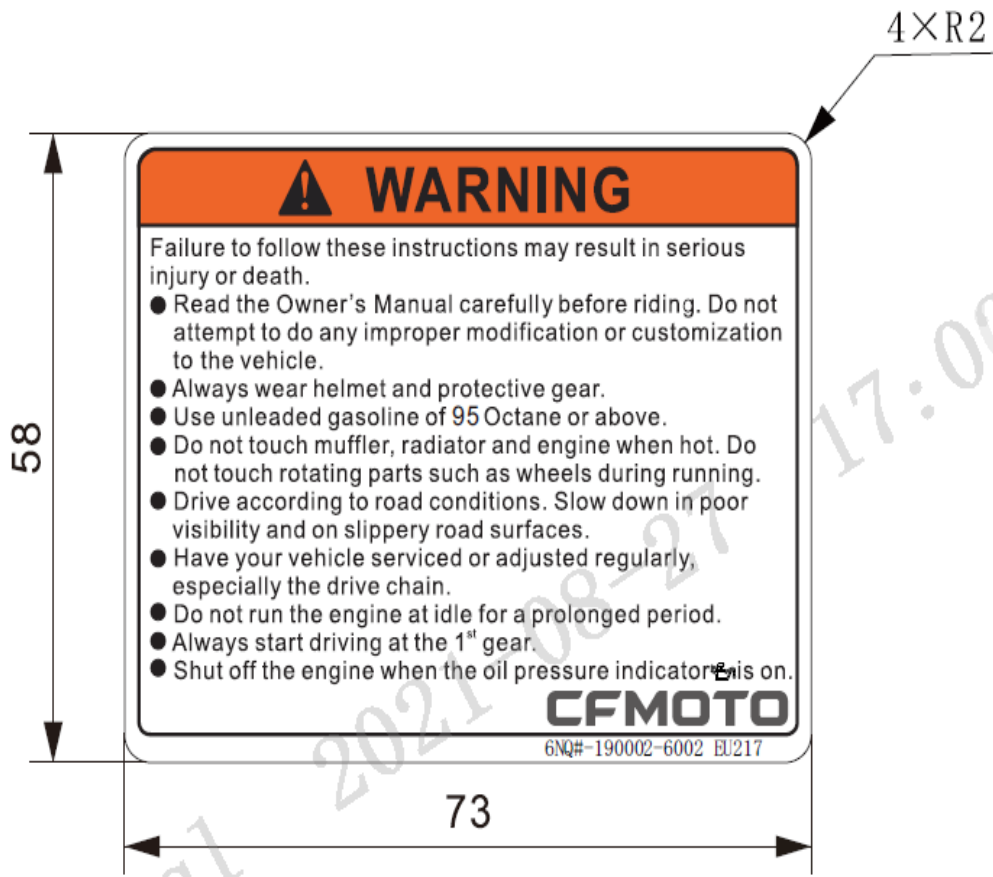 4×R2
WARNING
Failure to follow these instructions may result in serious
injury or death.
● Read the Owner's Manual carefully before riding. Do not
attempt to do any improper modification or customization
to the vehicle.
● Always wear helmet and protective gear.
● Use unleaded gasoline of 95 Octane or above.
● Do not touch muffler, radiator and engine when hot. Do
not touch rotating parts such as wheels during running.
● Drive according to road conditions. Slow down in poor
visibility and on slippery road surfaces.
● Have your vehicle serviced or adjusted regularly,
especially the drive chain.
● Do not run the engine at idle for a prolonged period.
● Always start driving at the 1st gear.
● Shut off the engine when the oil pressure indicator is on.
CFMOTO
6NQ#-190002-6002 EU217
58
73
2021-08-27 17:0